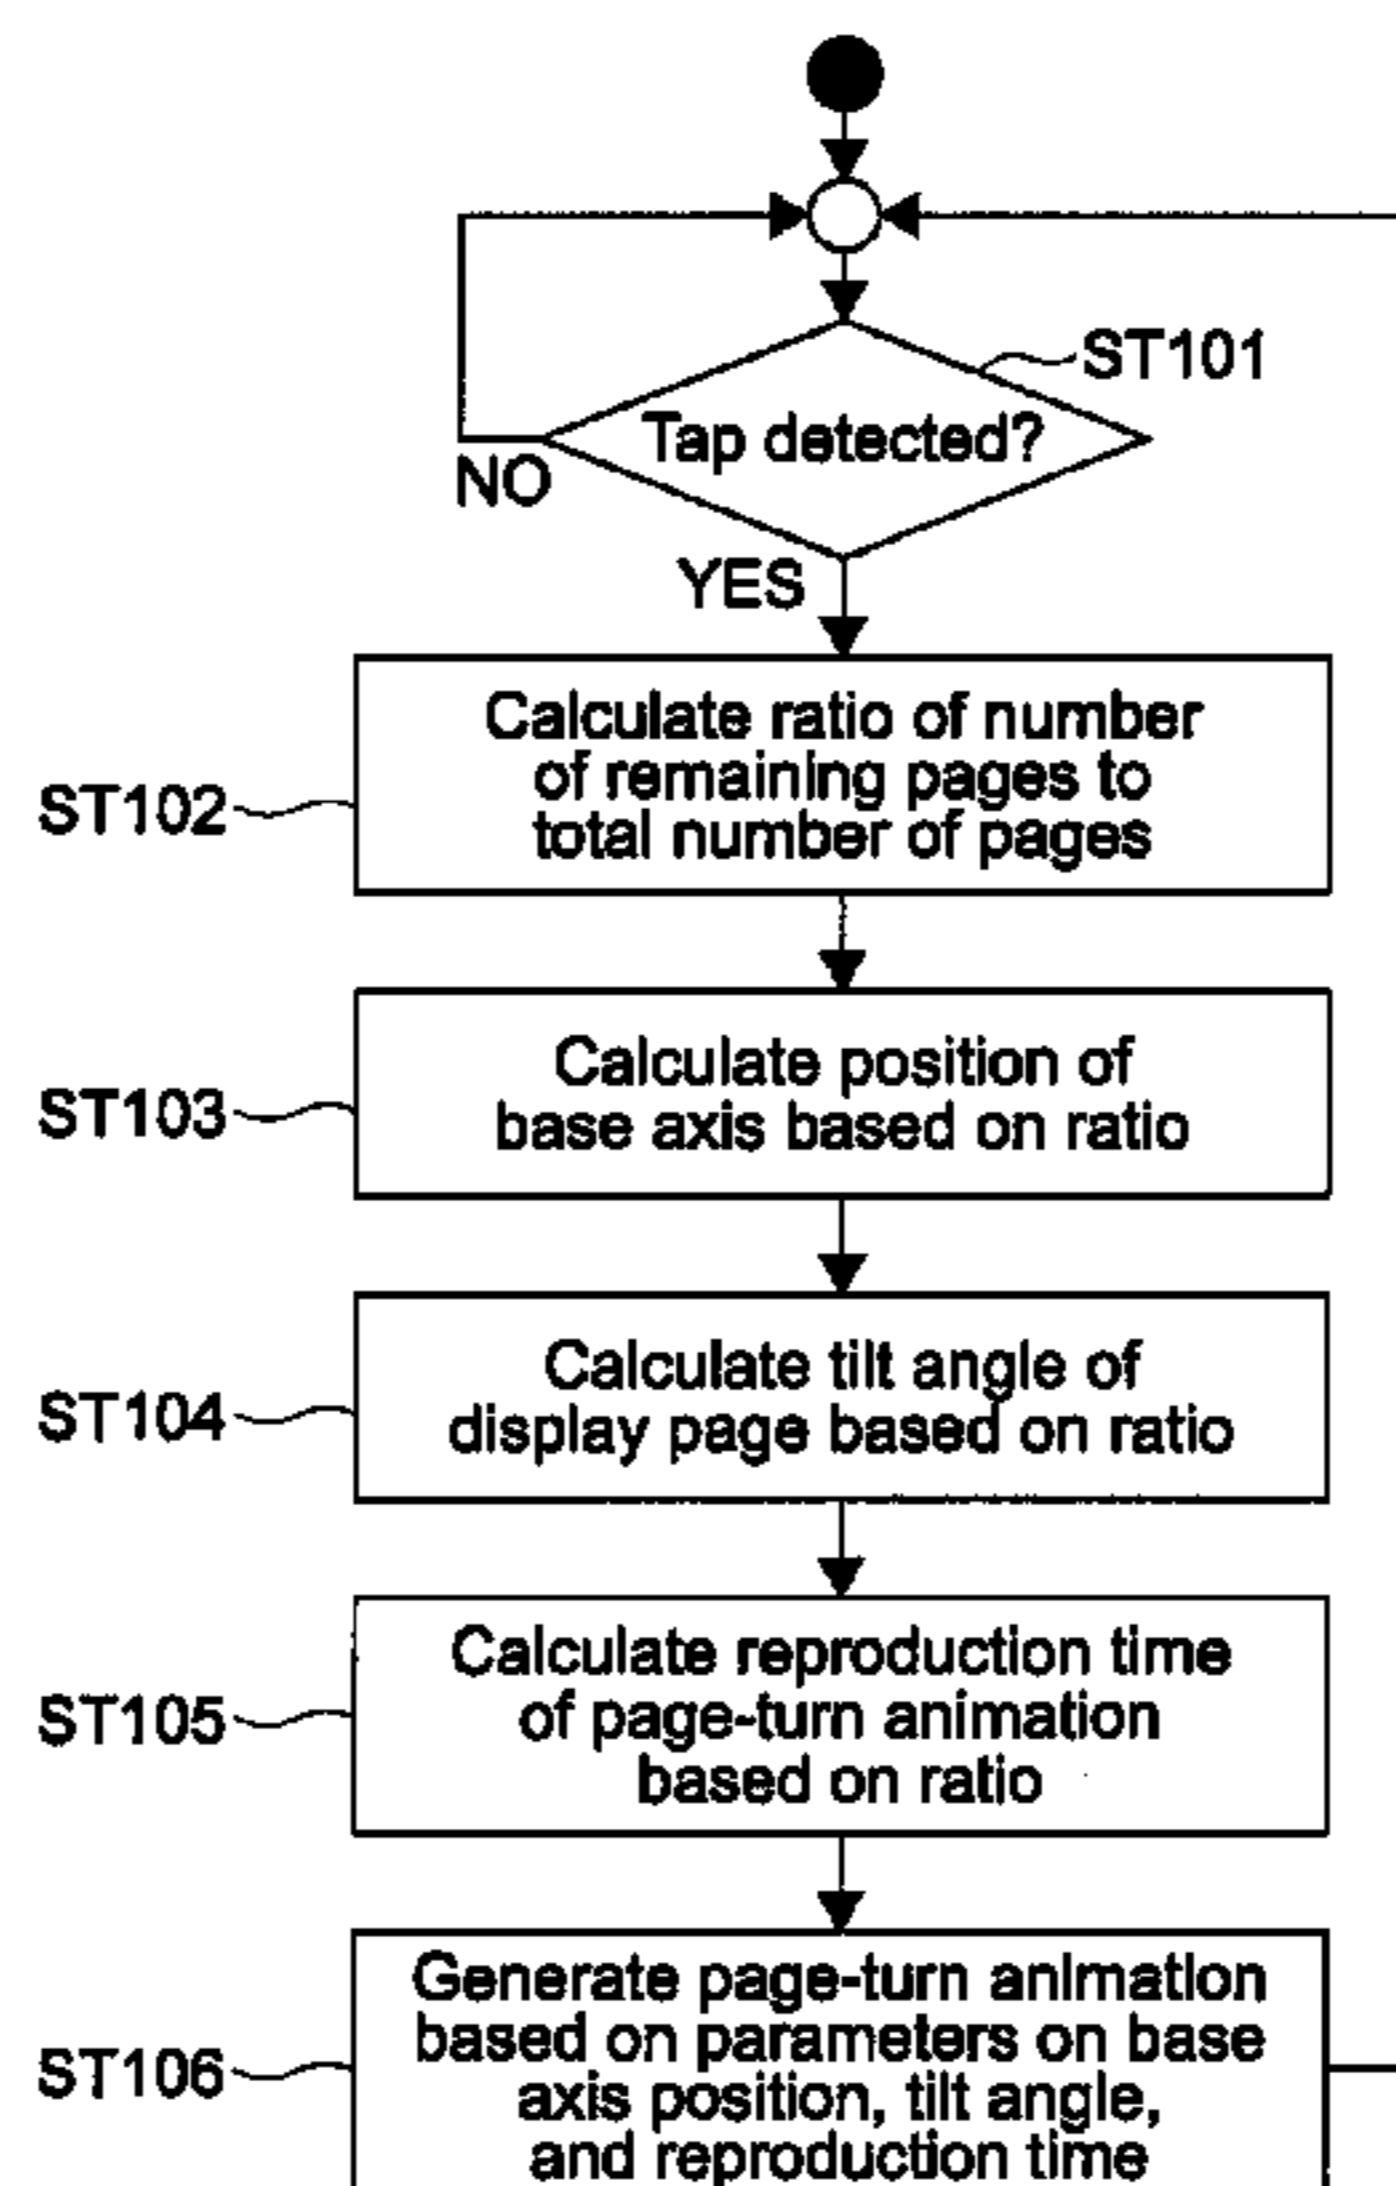 ST101
Tap detected?
NO
YES
Calculate ratio of number
of remaining pages to
total number of pages
ST102
Calculate position of
base axis based on ratio
ST103
Calculate tilt angle of
display page based on ratio
ST104
Calculate reproduction time
of page-turn animation
based on ratio
ST105
Generate page-turn animation
based on parameters on base
axis position, tilt angle,
and reproduction time
ST106